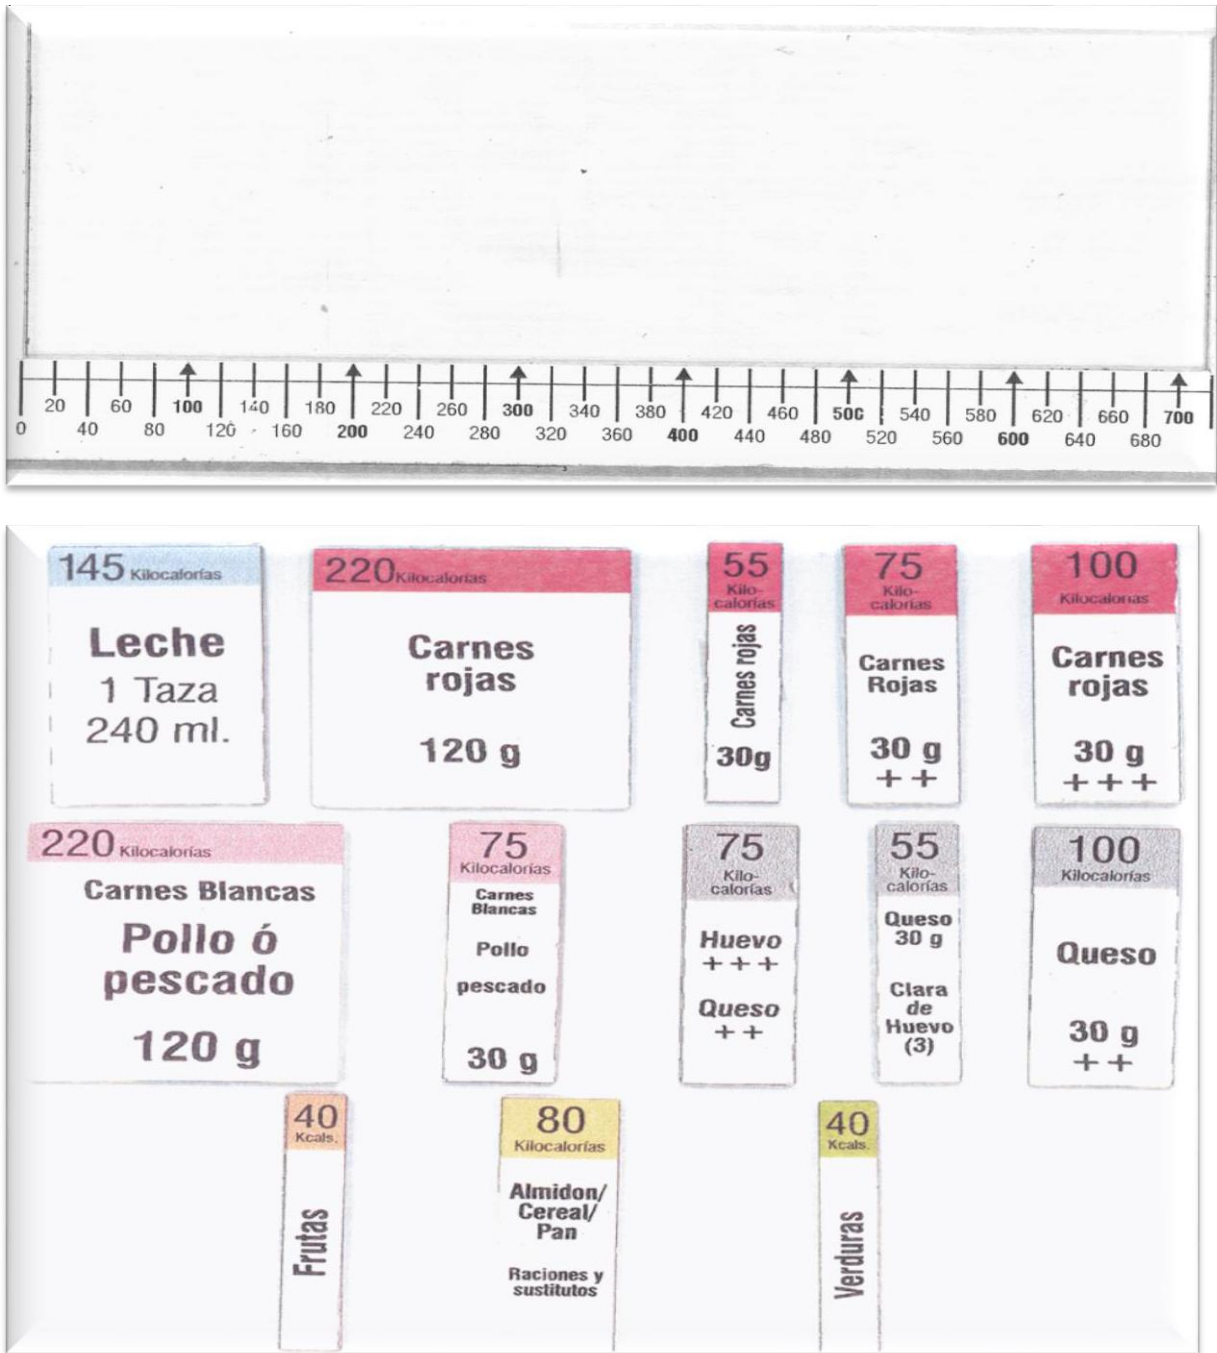 20 60 100 140 180 220 260 300 340 380 420 460 500 540 580 620 660 700
0 40 80 120 160 200 240 280 320 360 400 440 480 520 560 600 640 680
145 Kilocalorías
Leche
1 Taza
240 ml.
220 Kilocalorías
Carnes
rojas
120 g
55
Kilo-
calorías
Carnes rojas
30g
75
Kilo-
calorías
Carnes
Rojas
30 g
++
100
Kilocalorías
Carnes
rojas
30 g
+++
220 Kilocalorías
Carnes Blancas
Pollo ó
pescado
120 g
75
Kilocalorías
Carnes
Blancas
Pollo
pescado
30 g
75
Kilo-
calorías
Huevo
+++
Queso
++
55
Kilo-
calorías
Queso
30 g
Clara
de
Huevo
(3)
100
Kilocalorías
Queso
30 g
++
40
Kcals.
Frutas
80
Kilocalorías
Almidon/
Cereal/
Pan
Raciones y
sustitutos
40
Kcals.
Verduras